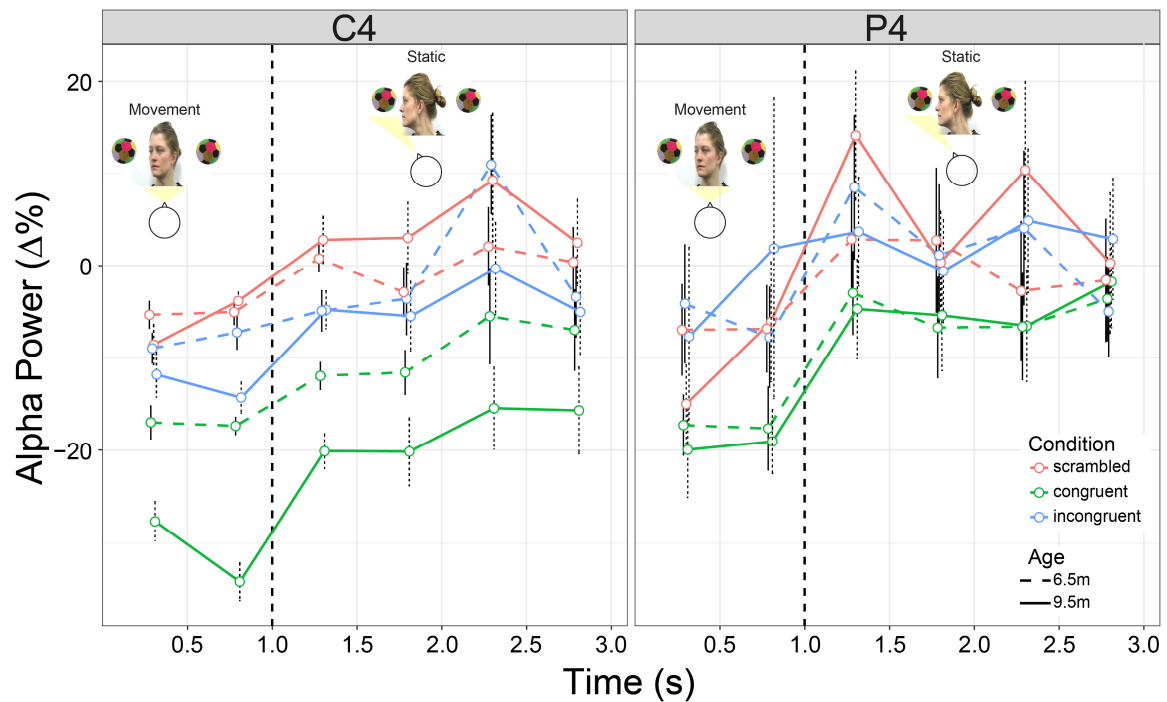 C4
P4
Static
Movement
Static
Movement
Alpha Power (Δ%)
20
0
−20
Condition
scrambled
congruent
incongruent
Age
6.5m
9.5m
0.5 1.0 1.5 2.0 2.5 3.0
0.5 1.0 1.5 2.0 2.5 3.0
Time (s)